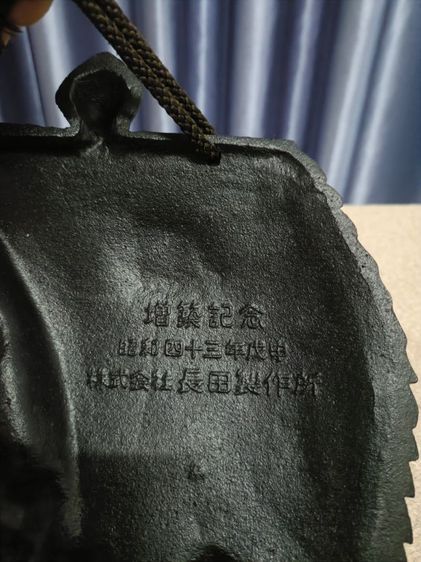 増築記念
昭和四十三年戊申
株式会社長田製作所